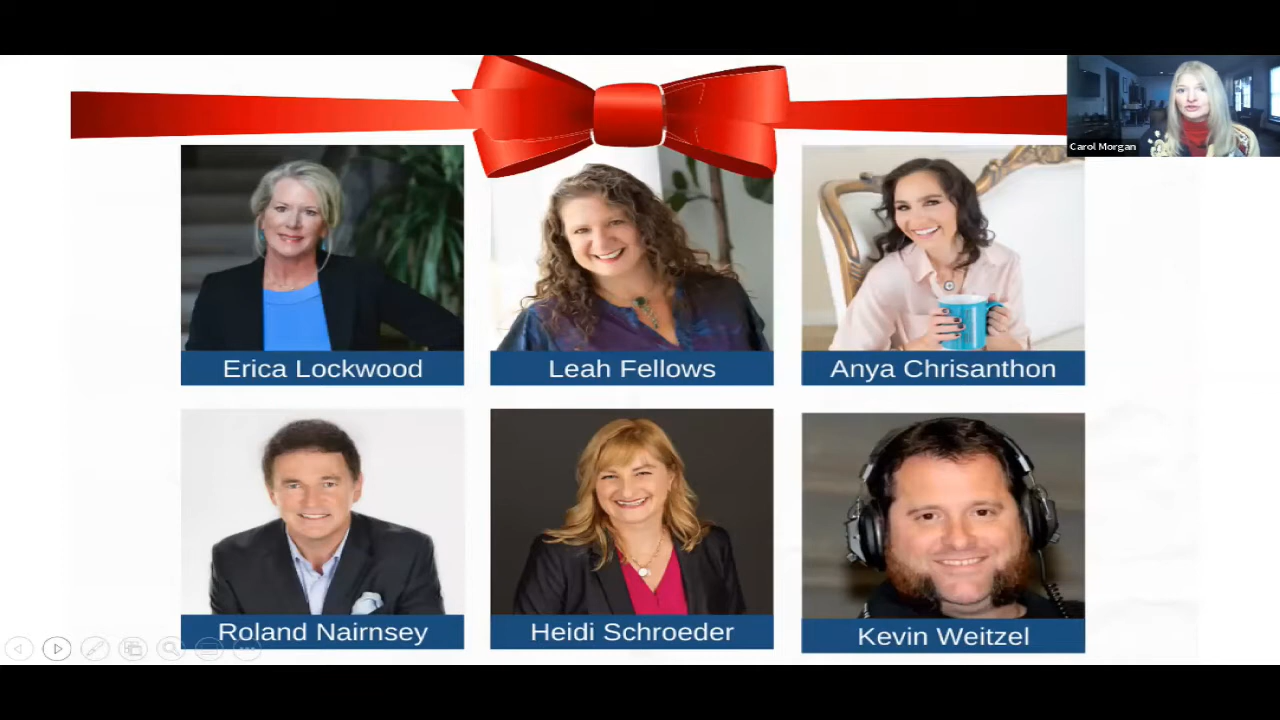 Carol Morgan
Erica Lockwood
Leah Fellows
Anya Chrisanthon
Roland Nairnsey
Heidi Schroeder
Kevin Weitzel